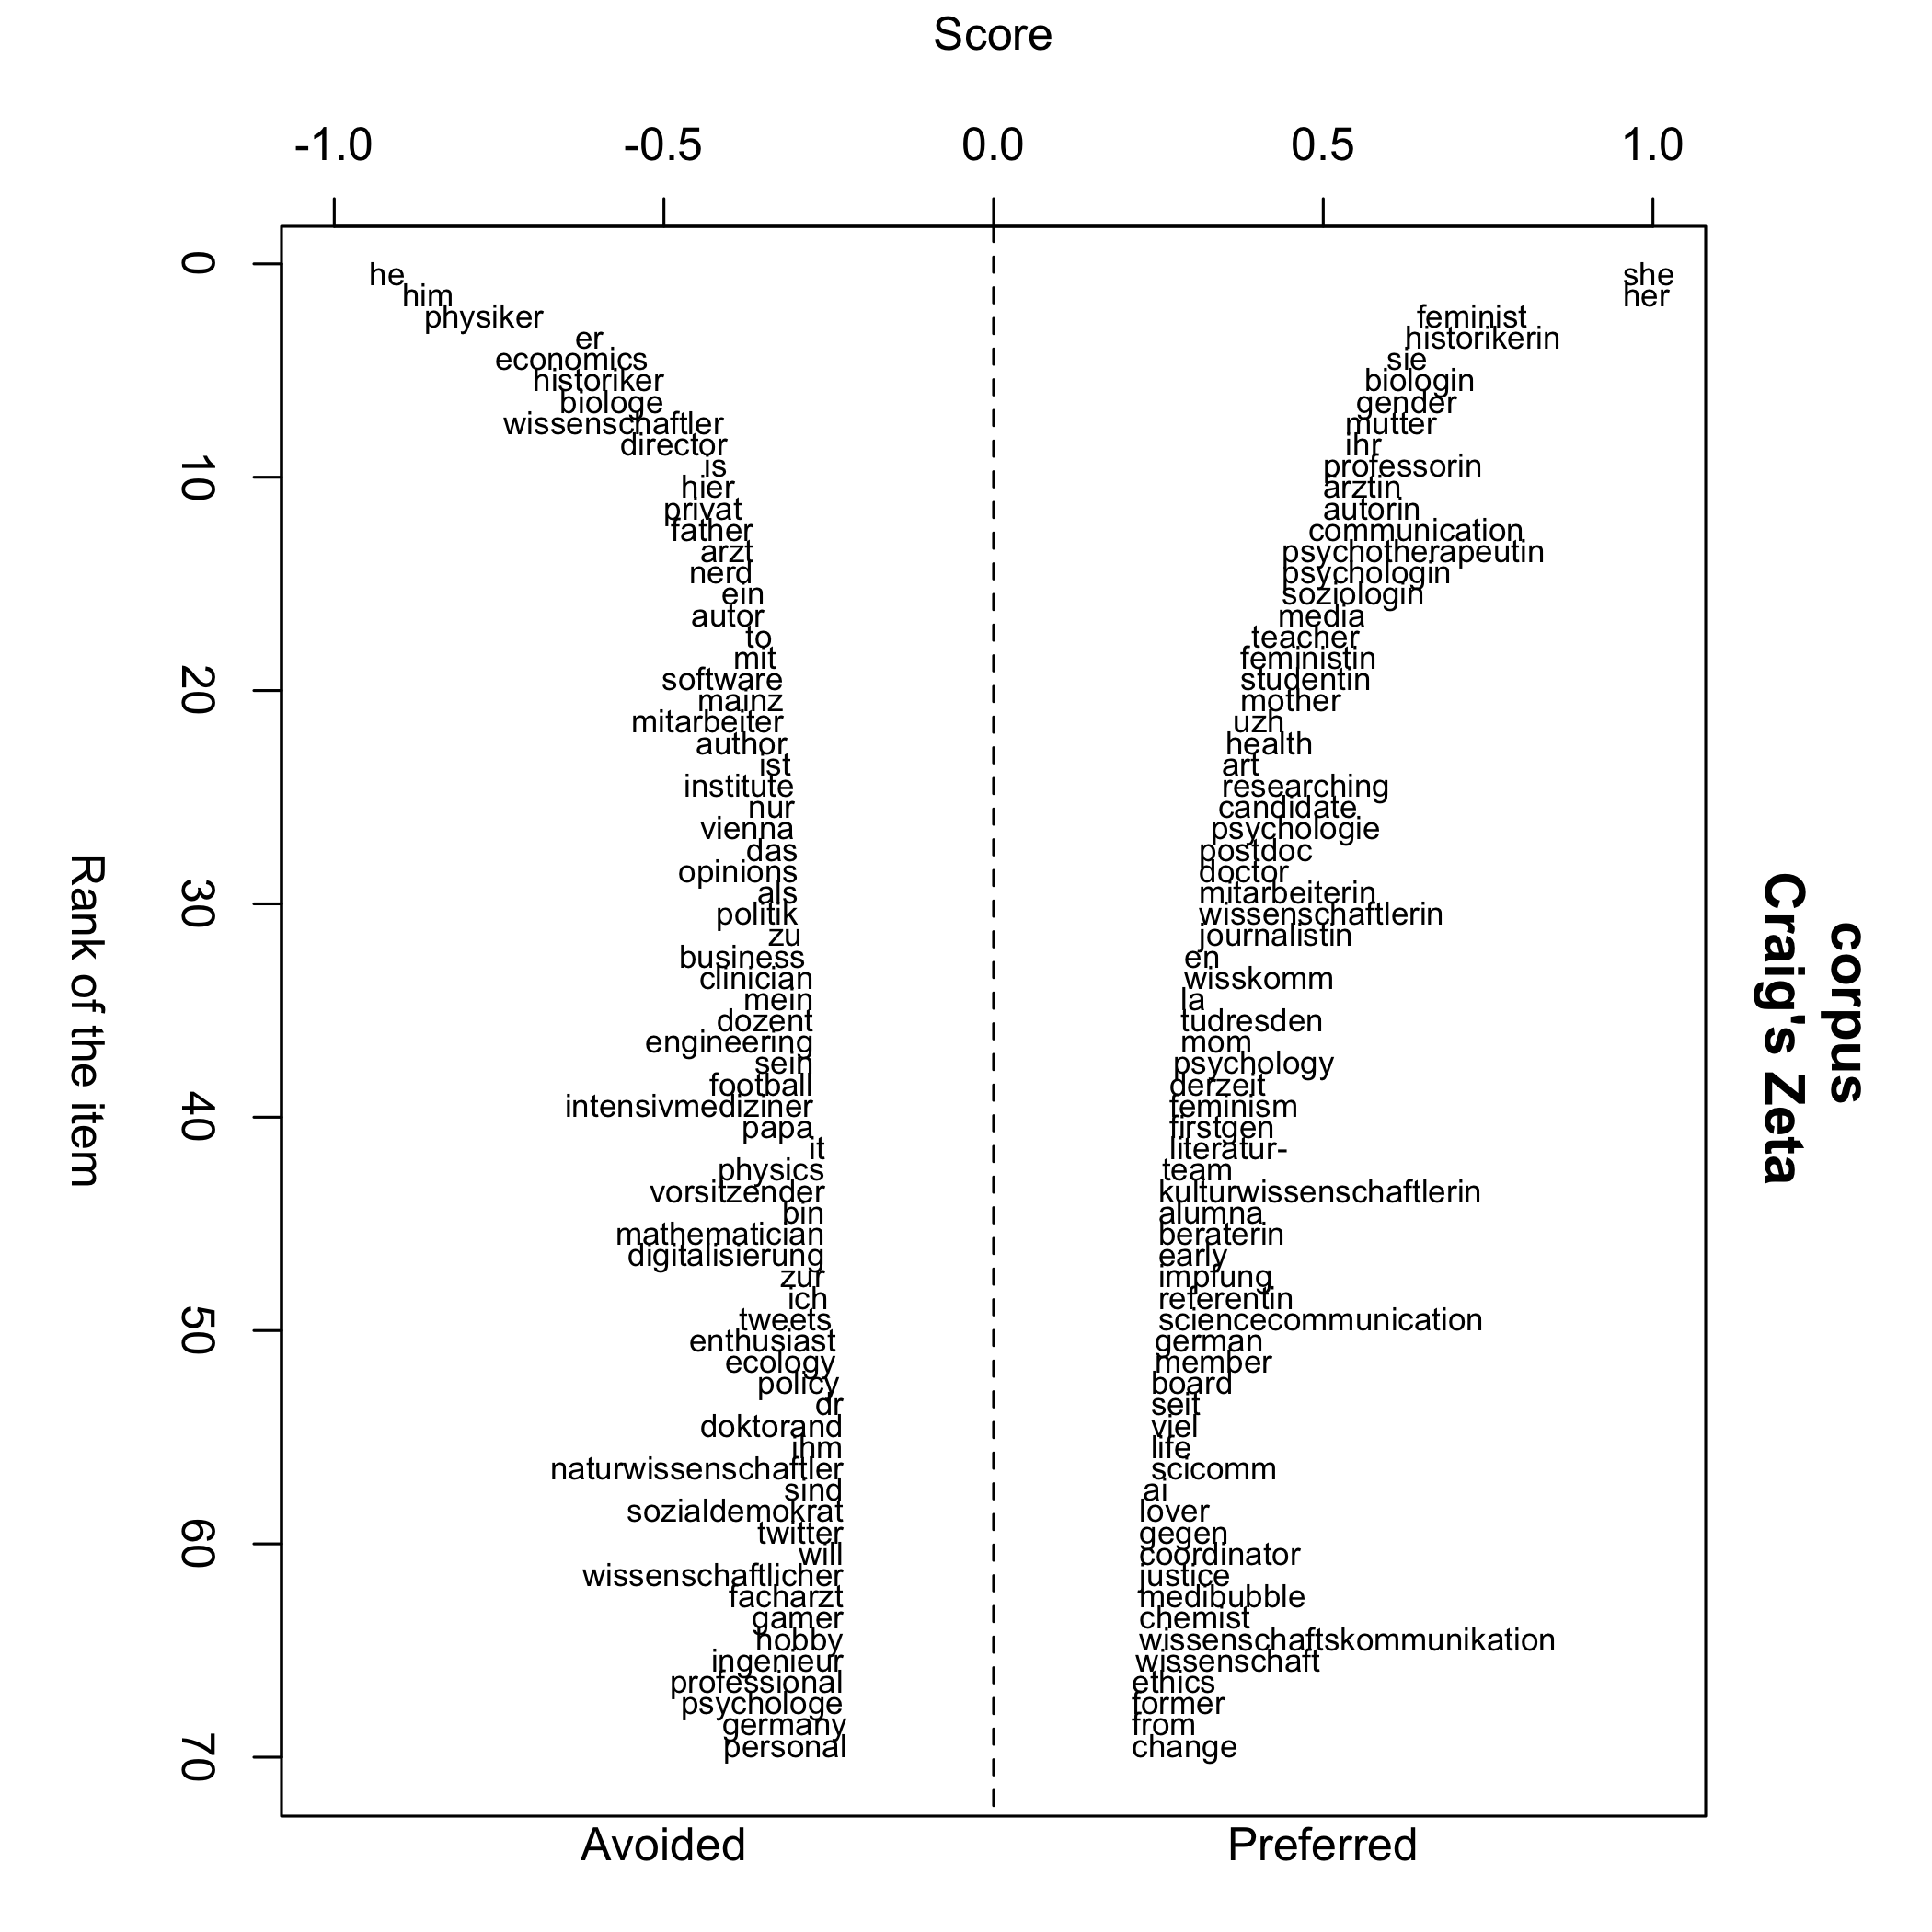 Score
-1.0 -0.5 0.0 0.5 1.0
0
10
20
30
40
50
60
70
Rank of the item
he she
him her
physiker feminist
er historikerin
economics sie
historiker biologin
biologe gender
wissenschaftler mutter
director ihr
is professorin
hier ärztin
privat autorin
father communication
arzt psychotherapeutin
nerd psychologin
ein soziologin
autor media
to teacher
mit feministin
software studentin
mainz mother
mitarbeiter uzh
author health
ist art
institute researching
nur candidate
vienna psychologie
das postdoc
opinions doctor
als mitarbeiterin
politik wissenschaftlerin
zu journalistin
business en
clinician wisskomm
mein la
dozent tudresden
engineering mom
sein psychology
football derzeit
intensivmediziner feminism
papa firstgen
it literatur-
physics team
vorsitzender kulturwissenschaftlerin
bin alumna
mathematician beraterin
digitalisierung early
zur impfung
ich referentin
tweets sciencecommunication
enthusiast german
ecology member
policy board
dr seit
doktorand viel
ihm life
naturwissenschaftler scicomm
sind ai
sozialdemokrat lover
twitter gegen
will coordinator
wissenschaftlicher justice
facharzt medibubble
gamer chemist
hobby wissenschaftskommunikation
ingenieur wissenschaft
professional ethics
psychologe former
germany from
personal change
Avoided Preferred
corpus
Craig's Zeta